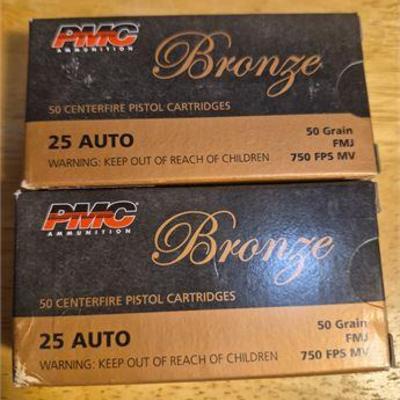 PMC Bronze
AMMUNITION
50 CENTERFIRE PISTOL CARTRIDGES
25 AUTO 50 Grain
FMJ
WARNING: KEEP OUT OF REACH OF CHILDREN 750 FPS MV
PMC Bronze
AMMUNITION
50 CENTERFIRE PISTOL CARTRIDGES
25 AUTO 50 Grain
FMJ
WARNING: KEEP OUT OF REACH OF CHILDREN 750 FPS MV